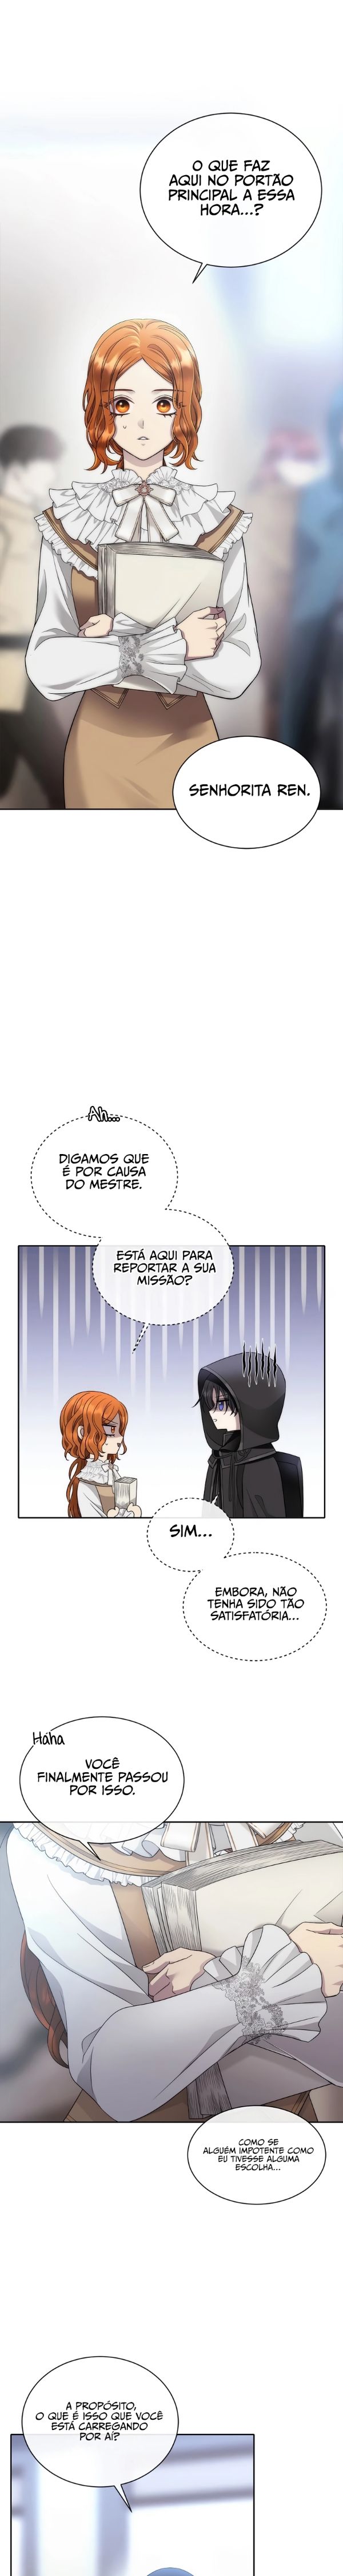 O QUE FAZ
AQUI NO PORTÃO
PRINCIPAL A ESSA
HORA...?
SENHORITA REN.
Ah...
DIGAMOS QUE
É POR CAUSA
DO MESTRE.
ESTÁ AQUI PARA
REPORTAR A SUA
MISSÃO?
SIM...
EMBORA, NÃO
TENHA SIDO TÃO
SATISFATÓRIA...
Haha
VOCÊ
FINALMENTE PASSOU
POR ISSO.
COMO SE
ALGUÉM IMPOTENTE COMO
EU TIVESSE ALGUMA
ESCOLHA...
A PROPÓSITO,
O QUE É ISSO QUE VOCÊ
ESTÁ CARREGANDO
POR AÍ?